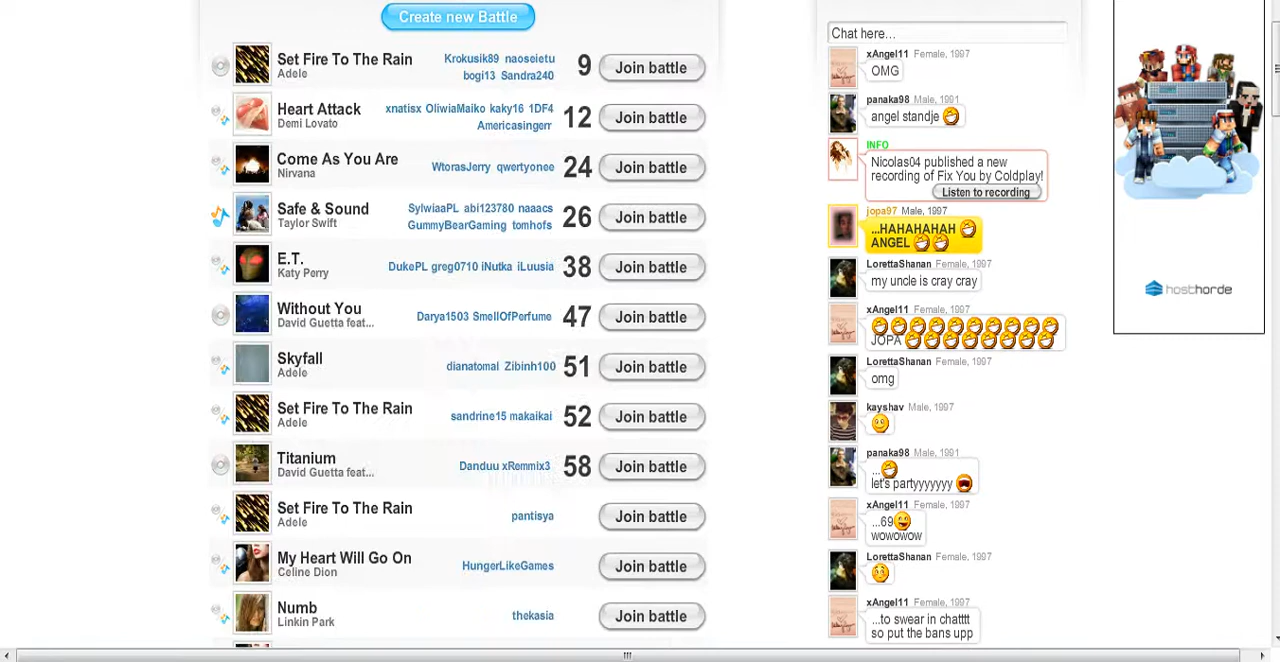 Create new Battle
Set Fire To The Rain
Adele
Krokusik89 naoseietu
bogi13 Sandra240
9
Join battle
Heart Attack
Demi Lovato
xnatisx OliwiaMaiko kaky16 1DF4
Americasingerr
12
Join battle
Come As You Are
Nirvana
WtorasJerry qwertyonee
24
Join battle
Safe & Sound
Taylor Swift
SylwiaaPL abi123780 naaacs
GummyBearGaming tomhofs
26
Join battle
E.T.
Katy Perry
DukePL greg0710 iNutka iLuusia
38
Join battle
Without You
David Guetta feat...
Darya1503 SmellOfPerfume
47
Join battle
Skyfall
Adele
dianatomal Zibinh100
51
Join battle
Set Fire To The Rain
Adele
sandrine15 makaikai
52
Join battle
Titanium
David Guetta feat...
Danduu xRemmix3
58
Join battle
Set Fire To The Rain
Adele
pantisya
Join battle
My Heart Will Go On
Celine Dion
HungerLikeGames
Join battle
Numb
Linkin Park
thekasia
Join battle
Chat here...
xAngel11 Female, 1997
OMG
panaka98 Male, 1991
angel standje
INFO
Nicolas04 published a new
recording of Fix You by Coldplay!
Listen to recording
jopa97 Male, 1997
...HAHAHAHAH
ANGEL
LorettaShanan Female, 1997
my uncle is cray cray
xAngel11 Female, 1997
JOPA
LorettaShanan Female, 1997
omg
kayshav Male, 1997
panaka98 Male, 1991
...
let's partyyyyyyy
xAngel11 Female, 1997
...69
wowowow
LorettaShanan Female, 1997
xAngel11 Female, 1997
...to swear in chatttt
so put the bans upp
hosthorde